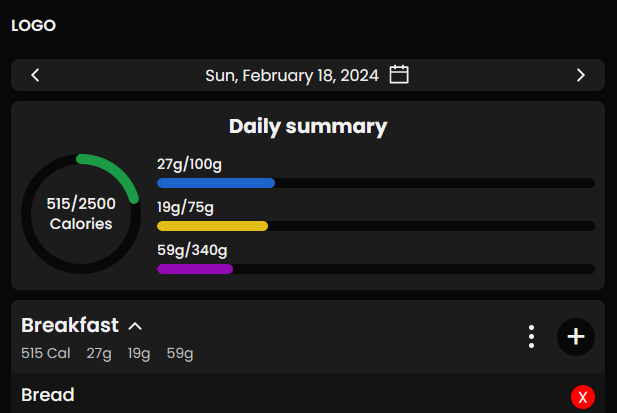 LOGO
Sun, February 18, 2024
Daily summary
515/2500
Calories
27g/100g
19g/75g
59g/340g
Breakfast
515 Cal 27g 19g 59g
Bread
X